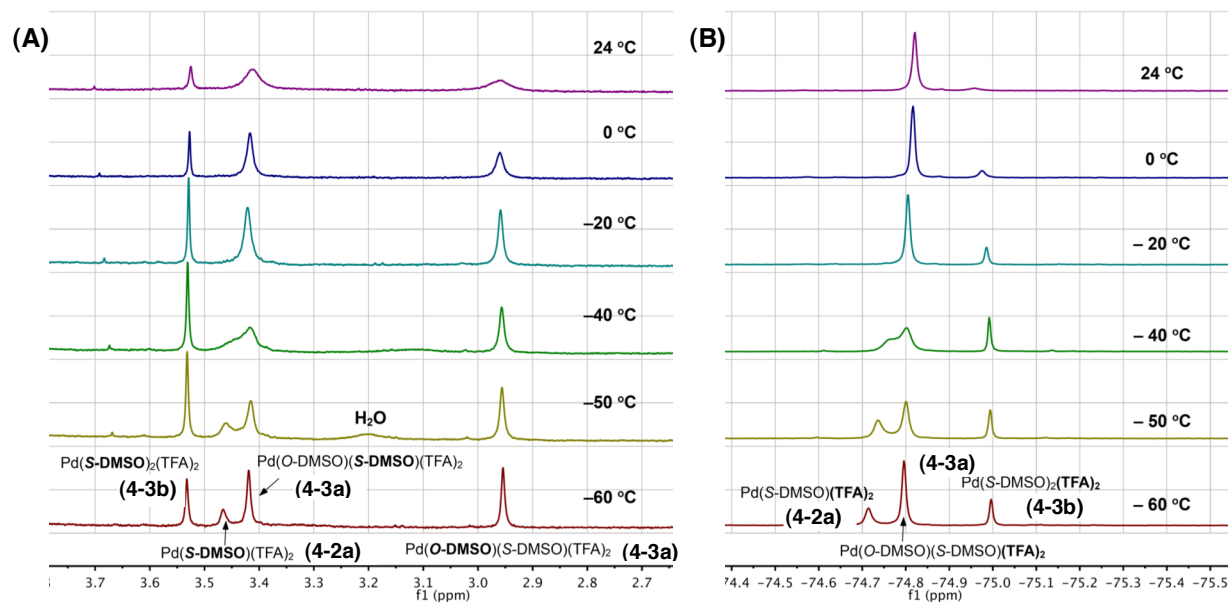 (A)
24 °C
0 °C
−20 °C
−40 °C
−50 °C
H₂O
Pd(S-DMSO)₂(TFA)₂
(4-3b)
Pd(O-DMSO)(S-DMSO)(TFA)₂
(4-3a)
−60 °C
Pd(S-DMSO)(TFA)₂ (4-2a)
Pd(O-DMSO)(S-DMSO)(TFA)₂ (4-3a)
3.7 3.6 3.5 3.4 3.3 3.2 3.1 3.0 2.9 2.8 2.7
f1 (ppm)
(B)
24 °C
0 °C
− 20 °C
− 40 °C
− 50 °C
(4-3a)
Pd(S-DMSO)₂(TFA)₂
(4-3b)
Pd(S-DMSO)(TFA)₂
(4-2a)
− 60 °C
Pd(O-DMSO)(S-DMSO)(TFA)₂
74.4 −74.5 −74.6 −74.7 −74.8 −74.9 −75.0 −75.1 −75.2 −75.3 −75.4 −75.5
f1 (ppm)